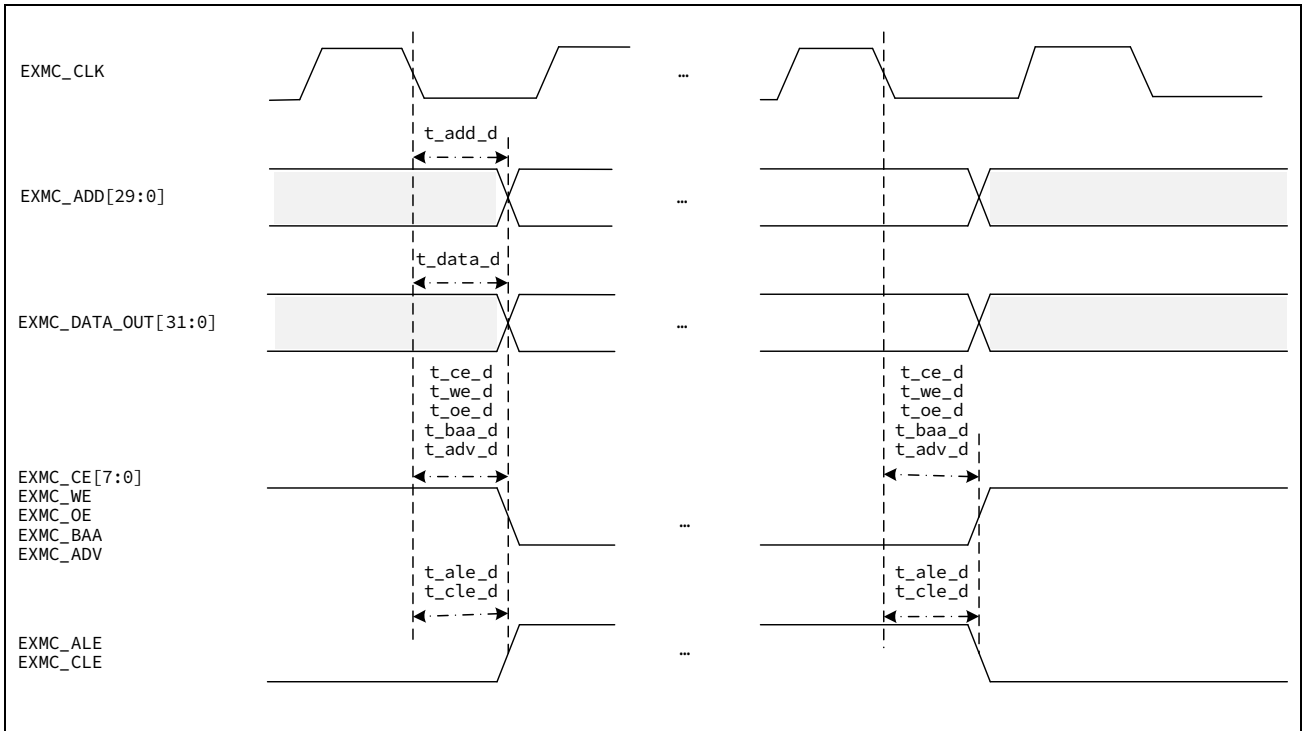 EXMC_CLK
…
t_add_d
EXMC_ADD[29:0]
…
t_data_d
EXMC_DATA_OUT[31:0]
…
t_ce_d
t_we_d
t_oe_d
t_baa_d
t_adv_d
t_ce_d
t_we_d
t_oe_d
t_baa_d
t_adv_d
EXMC_CE[7:0]
EXMC_WE
EXMC_OE
EXMC_BAA
EXMC_ADV
…
t_ale_d
t_cle_d
t_ale_d
t_cle_d
EXMC_ALE
EXMC_CLE
…